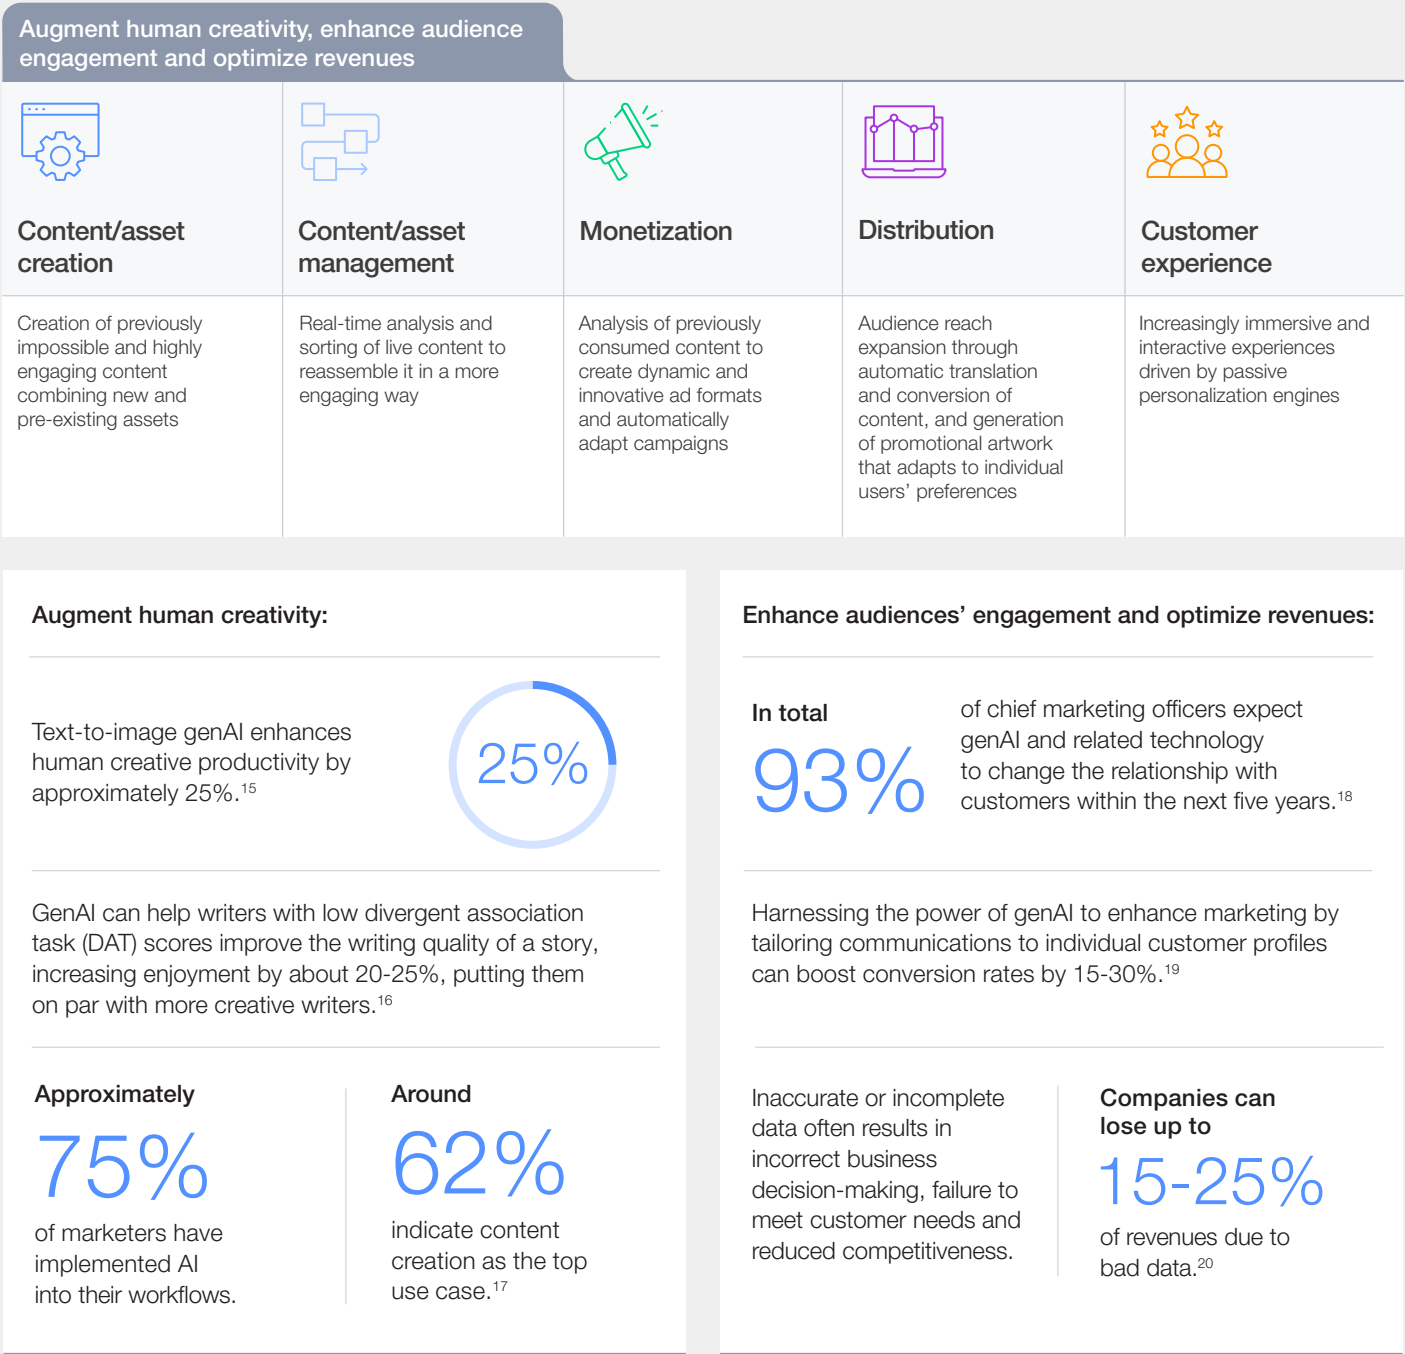 Augment human creativity, enhance audience
engagement and optimize revenues
Content/asset
creation
Creation of previously
impossible and highly
engaging content
combining new and
pre-existing assets
Content/asset
management
Real-time analysis and
sorting of live content to
reassemble it in a more
engaging way
Monetization
Analysis of previously
consumed content to
create dynamic and
innovative ad formats
and automatically
adapt campaigns
Distribution
Audience reach
expansion through
automatic translation
and conversion of
content, and generation
of promotional artwork
that adapts to individual
users’ preferences
Customer
experience
Increasingly immersive and
interactive experiences
driven by passive
personalization engines
Augment human creativity:
Text-to-image genAI enhances
human creative productivity by
approximately 25%.15
25%
GenAI can help writers with low divergent association
task (DAT) scores improve the writing quality of a story,
increasing enjoyment by about 20-25%, putting them
on par with more creative writers.16
Approximately
75%
of marketers have
implemented AI
into their workflows.
Around
62%
indicate content
creation as the top
use case.17
Enhance audiences’ engagement and optimize revenues:
In total
93%
of chief marketing officers expect
genAI and related technology
to change the relationship with
customers within the next five years.18
Harnessing the power of genAI to enhance marketing by
tailoring communications to individual customer profiles
can boost conversion rates by 15-30%.19
Inaccurate or incomplete
data often results in
incorrect business
decision-making, failure to
meet customer needs and
reduced competitiveness.
Companies can
lose up to
15-25%
of revenues due to
bad data.20